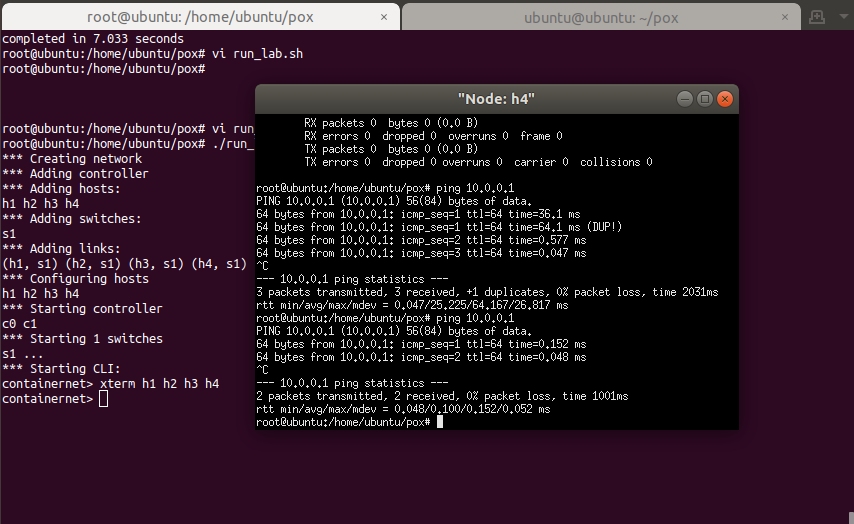 root@ubuntu: /home/ubuntu/pox ×
ubuntu@ubuntu: ~/pox ×
completed in 7.033 seconds
root@ubuntu:/home/ubuntu/pox# vi run_lab.sh
root@ubuntu:/home/ubuntu/pox#
root@ubuntu:/home/ubuntu/pox# vi run_
root@ubuntu:/home/ubuntu/pox# ./run_
*** Creating network
*** Adding controller
*** Adding hosts:
h1 h2 h3 h4
*** Adding switches:
s1
*** Adding links:
(h1, s1) (h2, s1) (h3, s1) (h4, s1)
*** Configuring hosts
h1 h2 h3 h4
*** Starting controller
c0 c1
*** Starting 1 switches
s1 ...
*** Starting CLI:
containernet> xterm h1 h2 h3 h4
containernet>
"Node: h4"
RX packets 0  bytes 0 (0.0 B)
RX errors 0  dropped 0  overruns 0  frame 0
TX packets 0  bytes 0 (0.0 B)
TX errors 0  dropped 0 overruns 0  carrier 0  collisions 0
root@ubuntu:/home/ubuntu/pox# ping 10.0.0.1
PING 10.0.0.1 (10.0.0.1) 56(84) bytes of data.
64 bytes from 10.0.0.1: icmp_seq=1 ttl=64 time=36.1 ms
64 bytes from 10.0.0.1: icmp_seq=1 ttl=64 time=64.1 ms (DUP!)
64 bytes from 10.0.0.1: icmp_seq=2 ttl=64 time=0.577 ms
64 bytes from 10.0.0.1: icmp_seq=3 ttl=64 time=0.047 ms
^C
--- 10.0.0.1 ping statistics ---
3 packets transmitted, 3 received, +1 duplicates, 0% packet loss, time 2031ms
rtt min/avg/max/mdev = 0.047/25.225/64.167/26.817 ms
root@ubuntu:/home/ubuntu/pox# ping 10.0.0.1
PING 10.0.0.1 (10.0.0.1) 56(84) bytes of data.
64 bytes from 10.0.0.1: icmp_seq=1 ttl=64 time=0.152 ms
64 bytes from 10.0.0.1: icmp_seq=2 ttl=64 time=0.048 ms
^C
--- 10.0.0.1 ping statistics ---
2 packets transmitted, 2 received, 0% packet loss, time 1001ms
rtt min/avg/max/mdev = 0.048/0.100/0.152/0.052 ms
root@ubuntu:/home/ubuntu/pox#